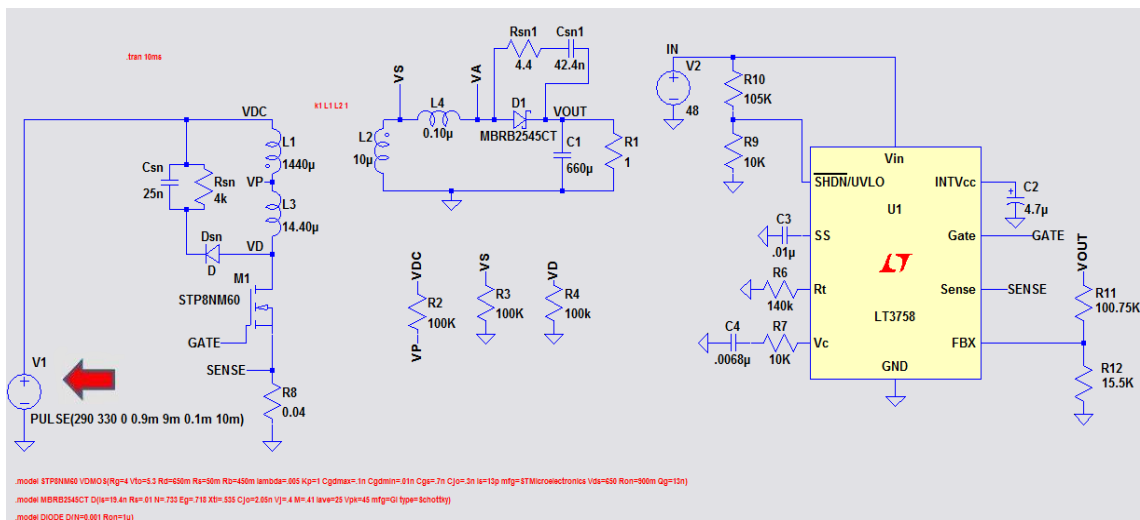 .tran 10ms
VDC
L1
1440µ
Csn
25n
Rsn
4k
VP
L3
14.40µ
Dsn
D
VD
M1
STP8NM60
GATE
SENSE
V1
R8
0.04
PULSE(290 330 0 0.9m 9m 0.1m 10m)
k1 L1 L2 1
VS
VA
L4
0.10µ
Rsn1
4.4
Csn1
42.4n
D1
MBRB2545CT
VOUT
L2
10µ
C1
660µ
R1
1
VDC
R2
100K
VP
VS
R3
100K
VD
R4
100k
IN
V2
48
R10
105K
R9
10K
C3
.01µ
R6
140k
C4
.0068µ
R7
10K
Vin
SHDN/UVLO
INTVcc
U1
SS
Gate
Rt
Sense
LT3758
Vc
FBX
GND
C2
4.7µ
GATE
SENSE
VOUT
R11
100.75K
R12
15.5K
.model STP8NM60 VDMOS(Rg=4 Vto=5.3 Rd=650m Rs=50m Rb=450m lambda=.005 Kp=1 Cgdmax=.1n Cgdmin=.01n Cgs=.7n Cjo=.3n Is=13p mfg=STMicroelectronics Vds=650 Ron=900m Qg=13n)
.model MBRB2545CT D(Is=19.4n Rs=.01 N=.733 Eg=.718 Xti=.535 Cjo=2.05n Vj=.4 M=.41 Iave=25 Vpk=45 mfg=GI type=Schottky)
.model DIODE D(N=0.001 Ron=1u)